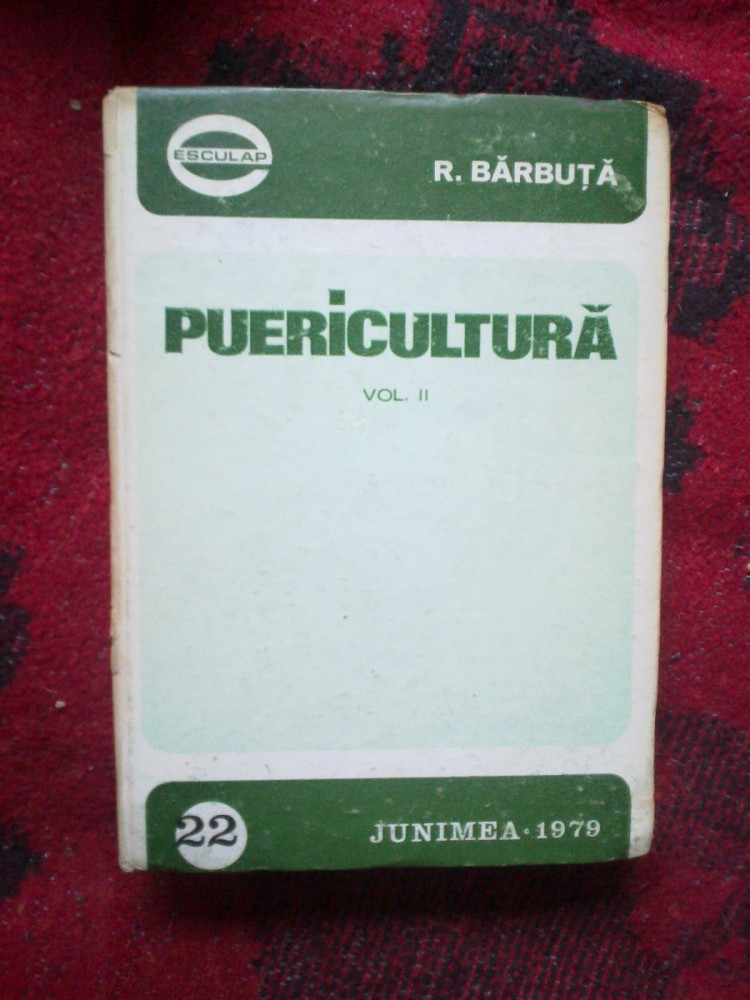 ESCULAP
R. BĂRBUȚĂ
PUERiCULTURĂ
VOL. II
22
JUNIMEA • 1979